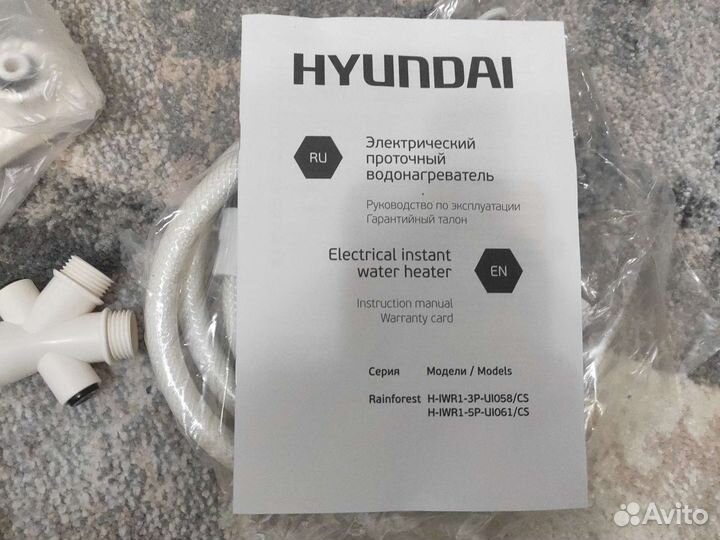 HYUNDAI
RU
Электрический
проточный
водонагреватель
Руководство по эксплуатации
Гарантийный талон
Electrical instant
water heater
EN
Instruction manual
Warranty card
Серия Модели / Models
Rainforest H-IWR1-3P-UI058/CS
H-IWR1-5P-UI061/CS
Avito